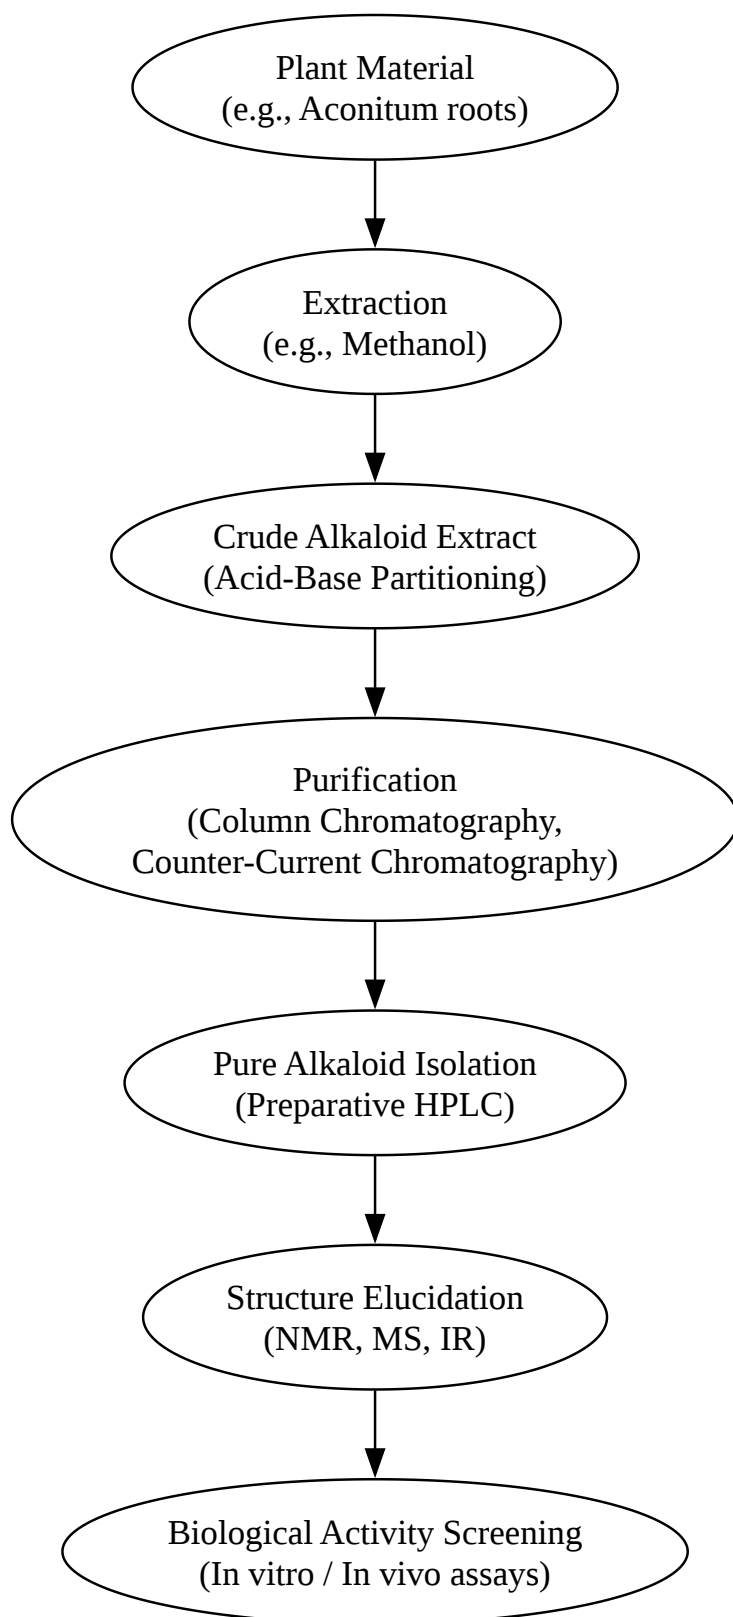 Plant Material
(e.g., Aconitum roots)
Extraction
(e.g., Methanol)
Crude Alkaloid Extract
(Acid-Base Partitioning)
Purification
(Column Chromatography,
Counter-Current Chromatography)
Pure Alkaloid Isolation
(Preparative HPLC)
Structure Elucidation
(NMR, MS, IR)
Biological Activity Screening
(In vitro / In vivo assays)